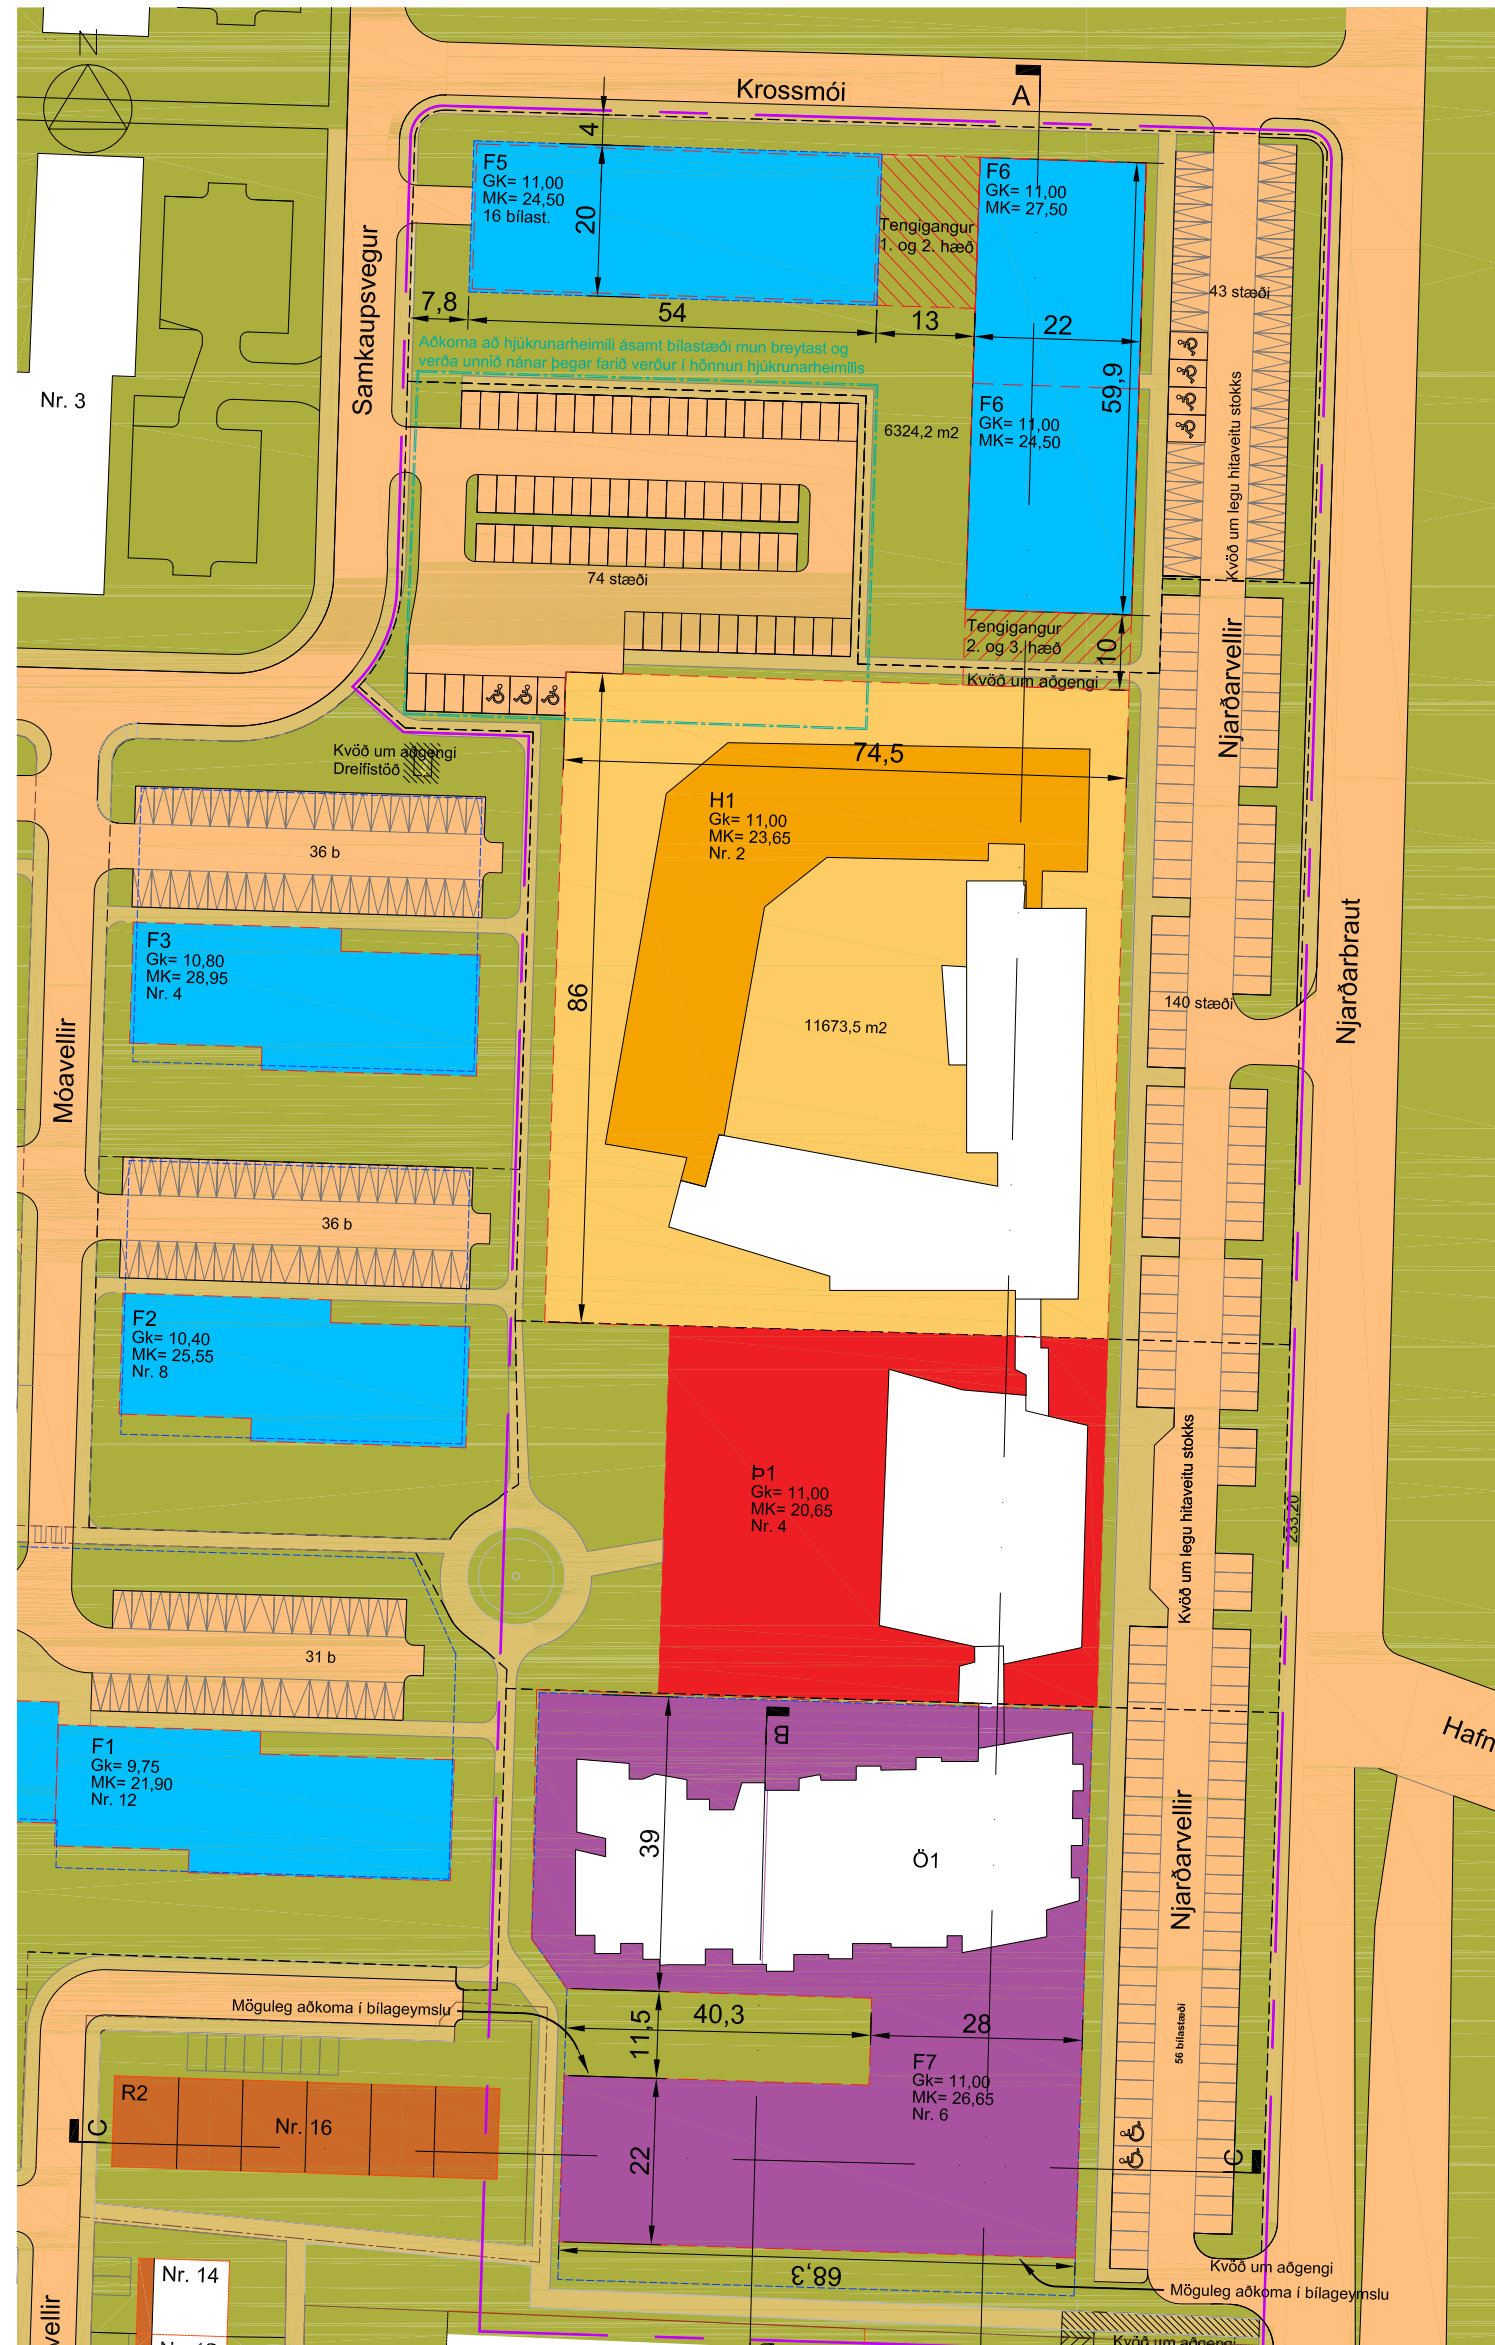 N
Krossmói
A
4
F5
GK= 11,00
MK= 24,50
16 bílast.
20
Tengigangur
1. og 2. hæð
F6
GK= 11,00
MK= 27,50
Samkaupsvegur
7,8
54
13
22
59,9
43 stæði
Aðkoma að hjúkrunarheimili ásamt bílastæði mun breytast og
verða unnið nánar þegar farið verður í hönnun hjúkrunarheimilis
Nr. 3
6324,2 m2
F6
GK= 11,00
MK= 24,50
Kvöð um legu hitaveitu stokks
74 stæði
Tengigangur
2. og 3. hæð
10
Kvöð um aðgengi
Njarðarvellir
Kvöð um aðgengi
Dreifistöð
74,5
H1
Gk= 11,00
MK= 23,65
Nr. 2
36 b
F3
Gk= 10,80
MK= 28,95
Nr. 4
86
11673,5 m2
140 stæði
Njarðarbraut
Móavellir
36 b
F2
Gk= 10,40
MK= 25,55
Nr. 8
Þ1
Gk= 11,00
MK= 20,65
Nr. 4
Kvöð um legu hitaveitu stokks
233,20
31 b
F1
Gk= 9,75
MK= 21,90
Nr. 12
B
39
Ö1
Hafn
Njarðarvellir
Möguleg aðkoma í bílageymslu
11,5
40,3
28
56 bílastæði
F7
Gk= 11,00
MK= 26,65
Nr. 6
R2
Nr. 16
C
22
C
68,3
Kvöð um aðgengi
Möguleg aðkoma í bílageymslu
Nr. 14
vellir
Kvöð um aðgengi